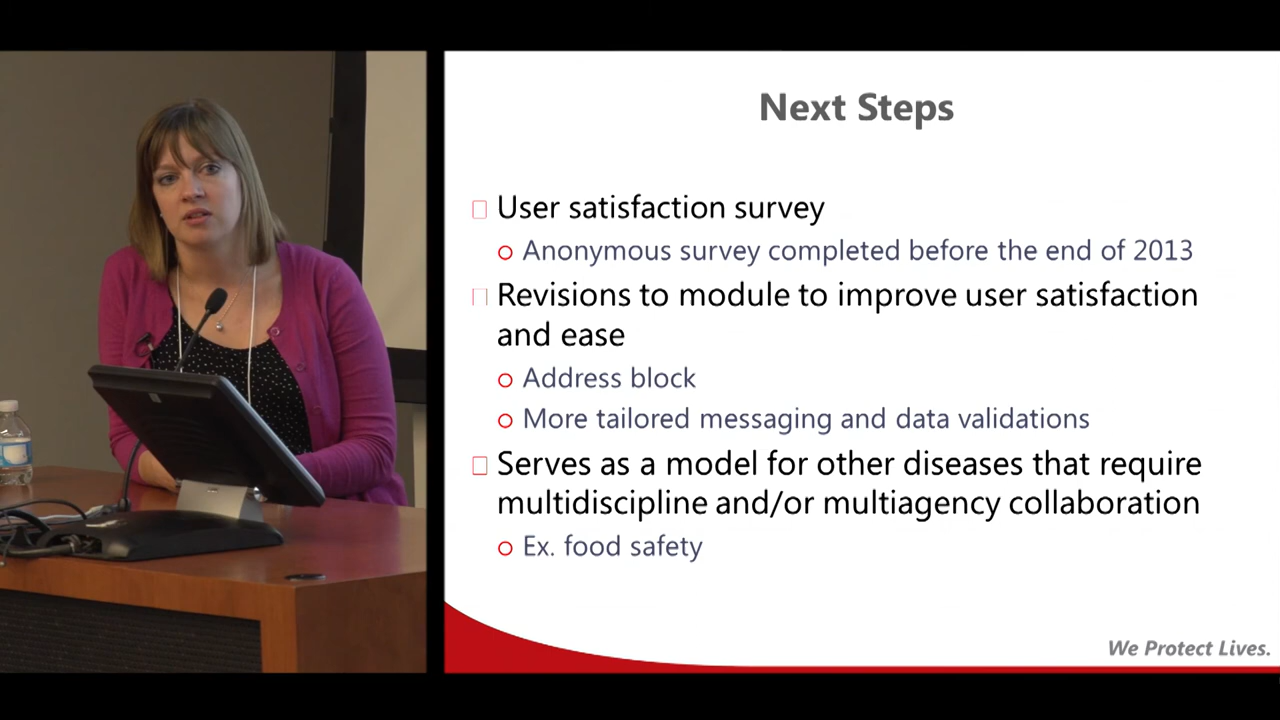 Next Steps
User satisfaction survey
Anonymous survey completed before the end of 2013
Revisions to module to improve user satisfaction
and ease
Address block
More tailored messaging and data validations
Serves as a model for other diseases that require
multidiscipline and/or multiagency collaboration
Ex. food safety
We Protect Lives.